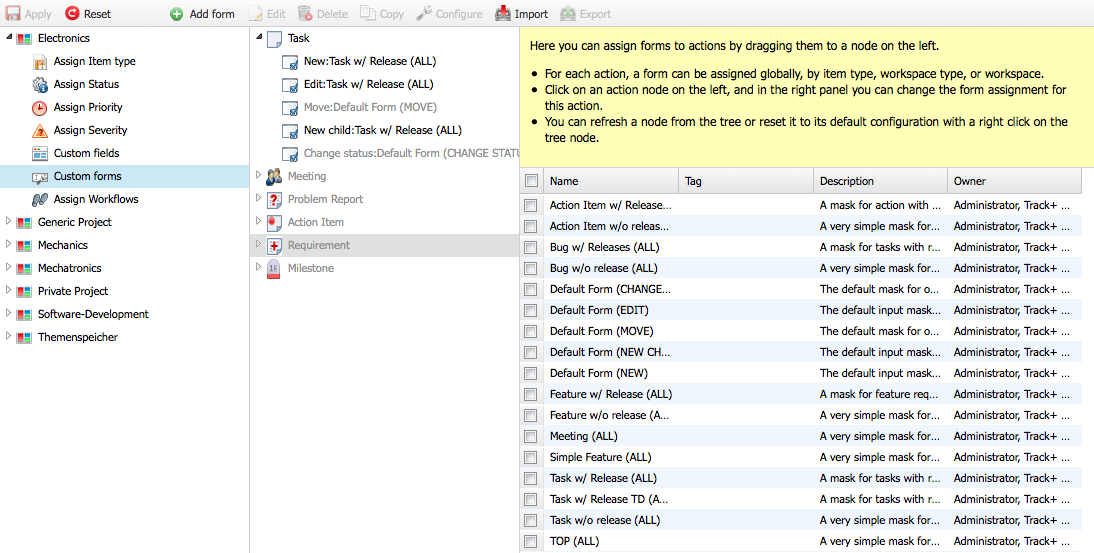 Apply Reset Add form Edit Delete Copy Configure Import Export
Electronics
Assign Item type
Assign Status
Assign Priority
Assign Severity
Custom fields
Custom forms
Assign Workflows
Generic Project
Mechanics
Mechatronics
Private Project
Software-Development
Themenspeicher
Task
New:Task w/ Release (ALL)
Edit:Task w/ Release (ALL)
Move:Default Form (MOVE)
New child:Task w/ Release (ALL)
Change status:Default Form (CHANGE STATU
Meeting
Problem Report
Action Item
Requirement
16 Milestone
Here you can assign forms to actions by dragging them to a node on the left.
• For each action, a form can be assigned globally, by item type, workspace type, or workspace.
• Click on an action node on the left, and in the right panel you can change the form assignment for
this action.
• You can refresh a node from the tree or reset it to its default configuration with a right click on the
tree node.
Name Tag Description Owner
Action Item w/ Release... A mask for action with ... Administrator, Track+ ...
Action Item w/o releas... A very simple mask for... Administrator, Track+ ...
Bug w/ Releases (ALL) A mask for tasks with r... Administrator, Track+ ...
Bug w/o release (ALL) A very simple mask for... Administrator, Track+ ...
Default Form (CHANGE... The default mask for o... Administrator, Track+ ...
Default Form (EDIT) The default input mask... Administrator, Track+ ...
Default Form (MOVE) The default mask for o... Administrator, Track+ ...
Default Form (NEW CH... The default input mask... Administrator, Track+ ...
Default Form (NEW) The default input mask... Administrator, Track+ ...
Feature w/ Release (ALL) A mask for feature req... Administrator, Track+ ...
Feature w/o release (A... A very simple mask for... Administrator, Track+ ...
Meeting (ALL) A very simple mask for... Administrator, Track+ ...
Simple Feature (ALL) A very simple mask for... Administrator, Track+ ...
Task w/ Release (ALL) A mask for tasks with r... Administrator, Track+ ...
Task w/ Release TD (A... A mask for tasks with r... Administrator, Track+ ...
Task w/o release (ALL) A very simple mask for... Administrator, Track+ ...
TOP (ALL) A very simple mask for... Administrator, Track+ ...